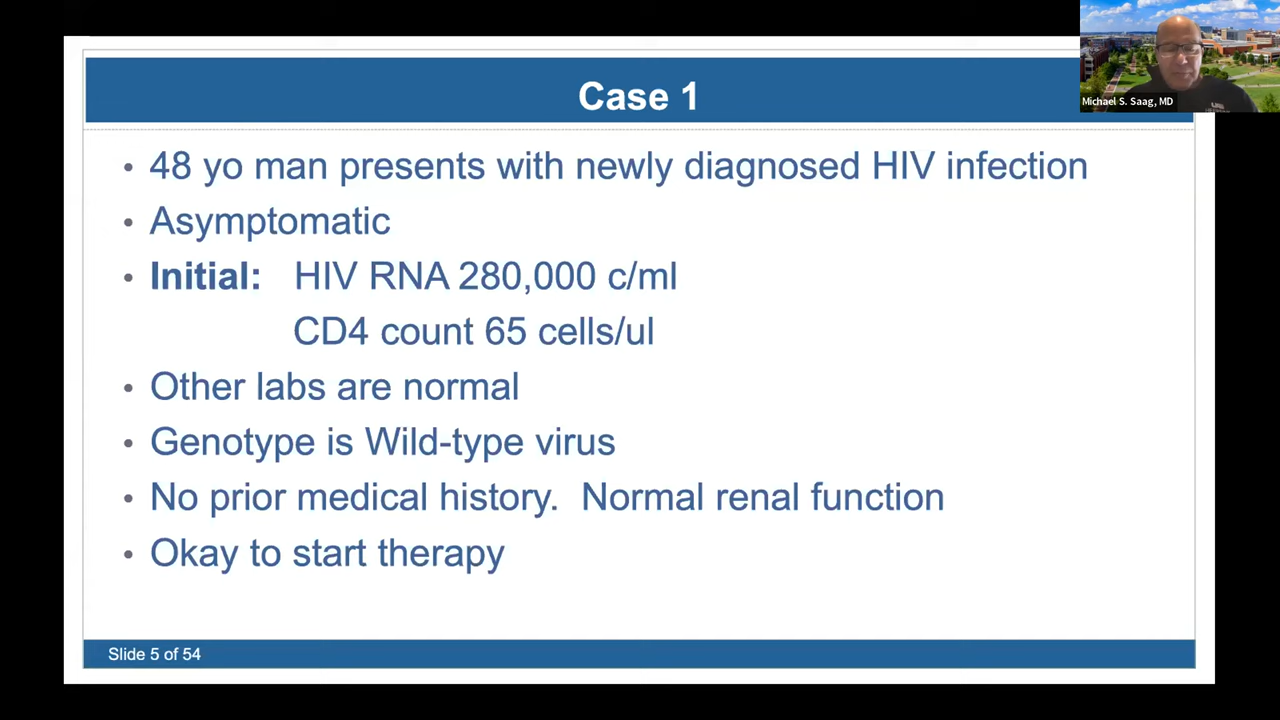 Case 1
Michael S. Saag, MD
• 48 yo man presents with newly diagnosed HIV infection
• Asymptomatic
• Initial: HIV RNA 280,000 c/ml
CD4 count 65 cells/ul
• Other labs are normal
• Genotype is Wild-type virus
• No prior medical history. Normal renal function
• Okay to start therapy
Slide 5 of 54